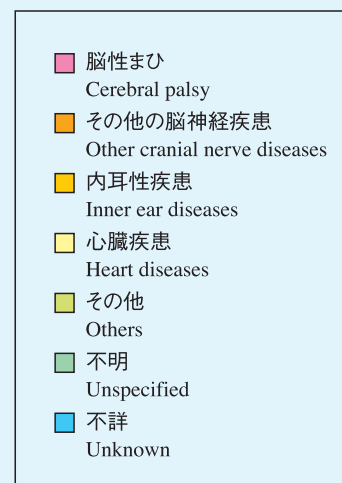 脳性まひ
Cerebral palsy
その他の脳神経疾患
Other cranial nerve diseases
内耳性疾患
Inner ear diseases
心臓疾患
Heart diseases
その他
Others
不明
Unspecified
不詳
Unknown